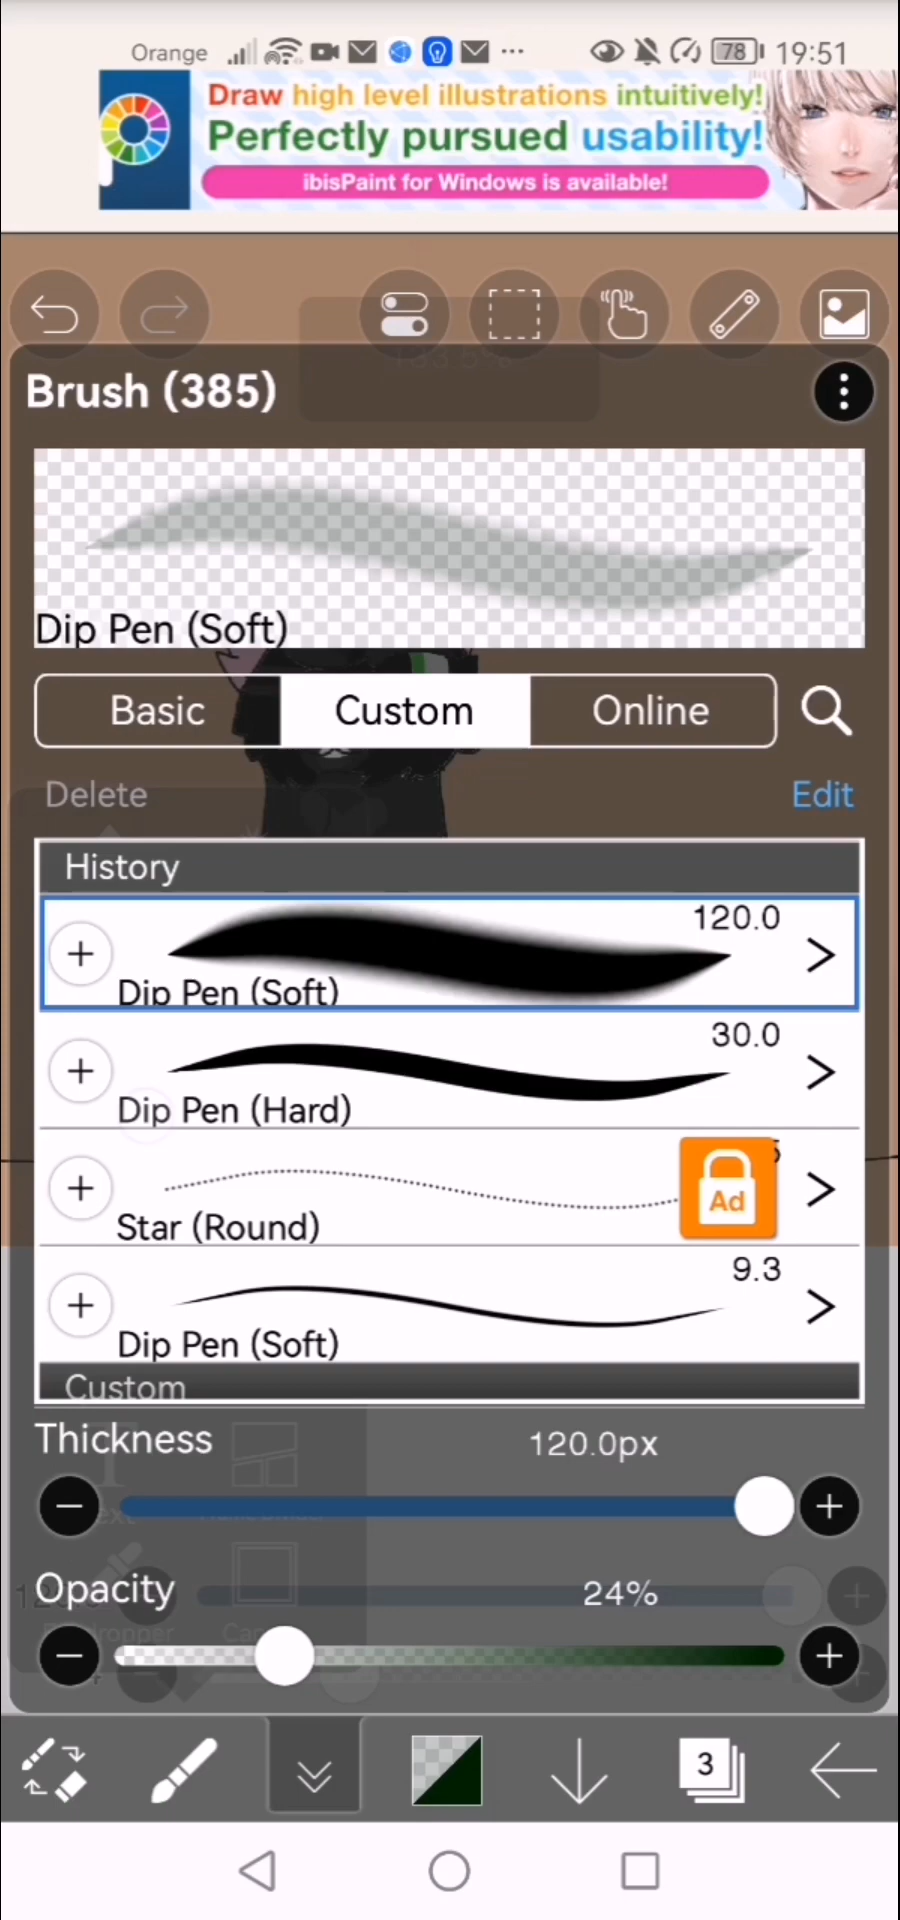 Orange 78 19:51
Draw high level illustrations intuitively!
Perfectly pursued usability!
ibisPaint for Windows is available!
Brush (385)
Dip Pen (Soft)
Basic Custom Online
Delete Edit
History
120.0
Dip Pen (Soft)
30.0
Dip Pen (Hard)
Ad
Star (Round)
9.3
Dip Pen (Soft)
Custom
Thickness 120.0px
Opacity 24%
3